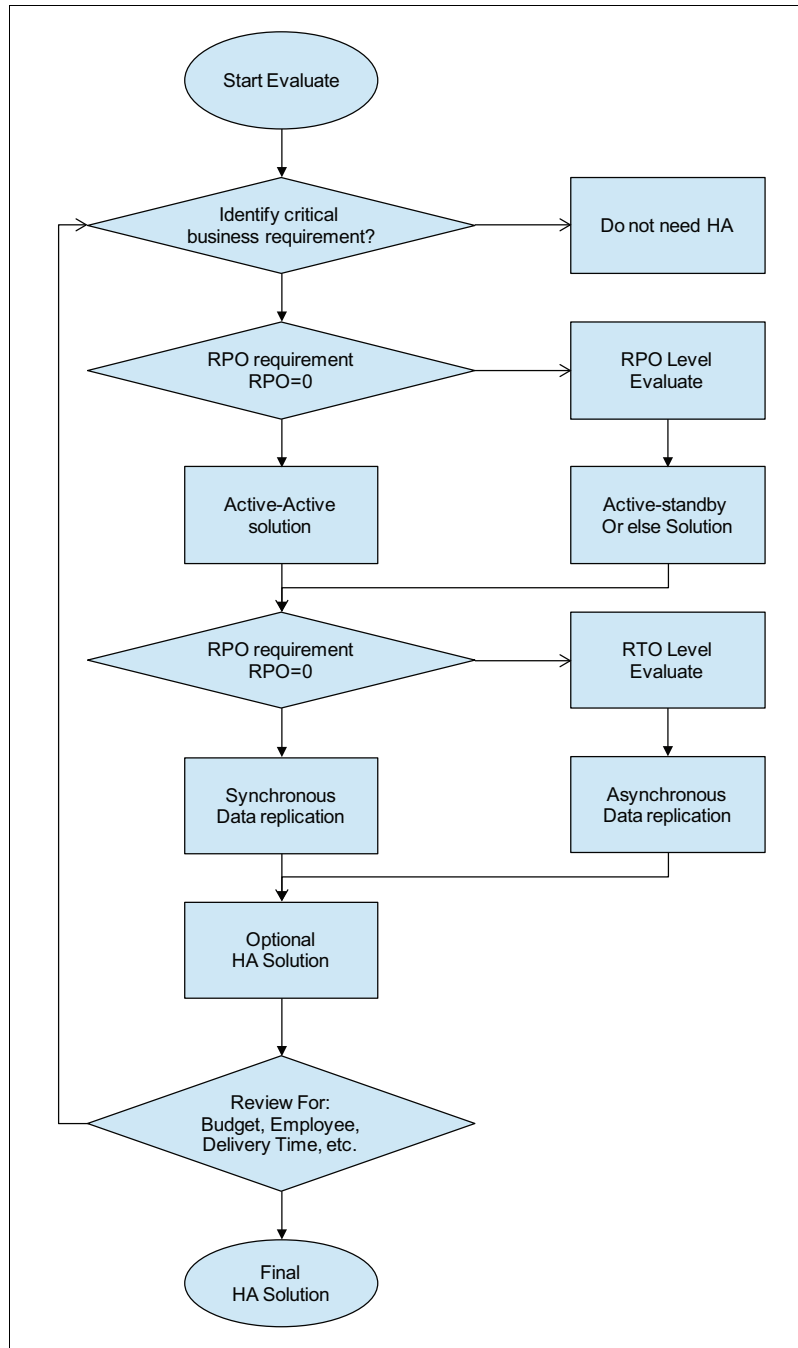 Start Evaluate
Identify critical
business requirement?
Do not need HA
RPO requirement
RPO=0
RPO Level
Evaluate
Active-Active
solution
Active-standby
Or else Solution
RPO requirement
RPO=0
RTO Level
Evaluate
Synchronous
Data replication
Asynchronous
Data replication
Optional
HA Solution
Review For:
Budget, Employee,
Delivery Time, etc.
Final
HA Solution